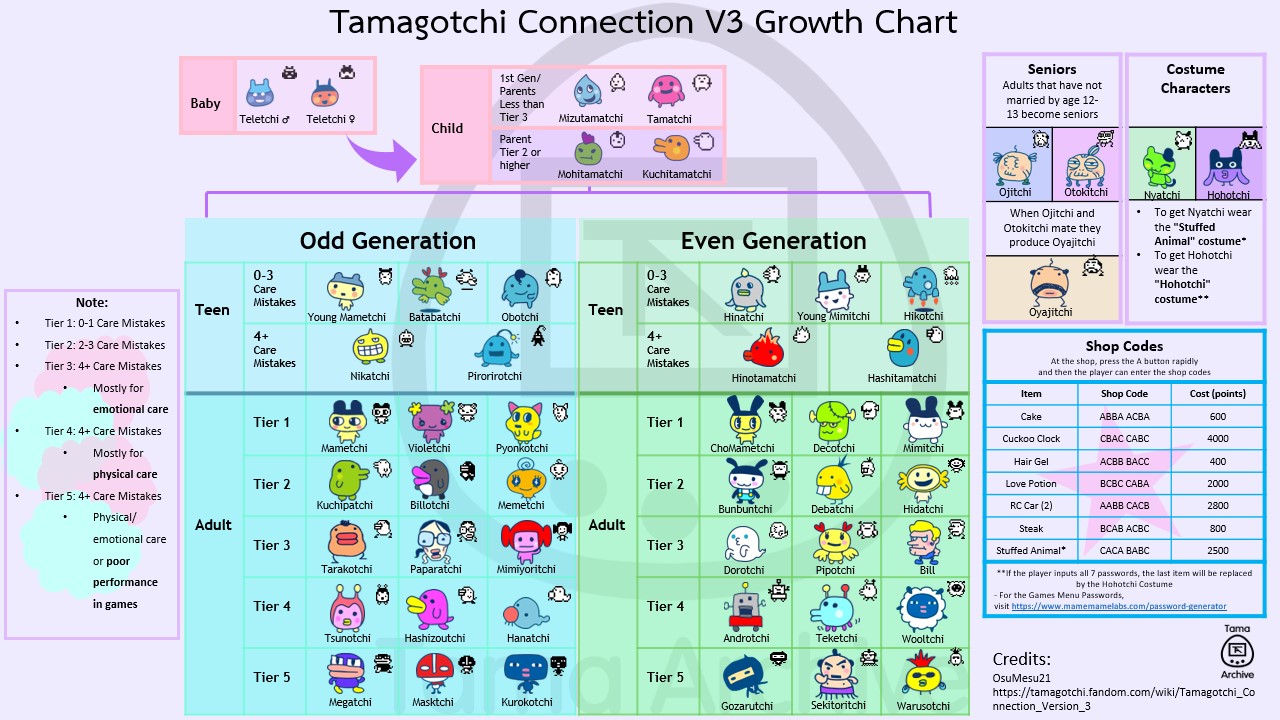 Tamagotchi Connection V3 Growth Chart
Baby
Teletchi ♂
Teletchi ♀
Child
1st Gen/
Parents
Less than
Tier 3
Mizutamatchi
Tamatchi
Parent
Tier 2 or
higher
Mohitamatchi
Kuchitamatchi
Odd Generation
Teen
0-3
Care
Mistakes
Young Mametchi
Batabatchi
Obotchi
4+
Care
Mistakes
Nikatchi
Pirorirotchi
Adult
Tier 1
Mametchi
Violetchi
Pyonkotchi
Tier 2
Kuchipatchi
Billotchi
Memetchi
Tier 3
Tarakotchi
Paparatchi
Mimiyoritchi
Tier 4
Tsunotchi
Hashizoutchi
Hanatchi
Tier 5
Megatchi
Masktchi
Kurokotchi
Even Generation
Teen
0-3
Care
Mistakes
Hinatchi
Young Mimitchi
Hikotchi
4+
Care
Mistakes
Hinotamatchi
Hashitamatchi
Adult
Tier 1
ChoMametchi
Decotchi
Mimitchi
Tier 2
Bunbuntchi
Debatchi
Hidatchi
Tier 3
Dorotchi
Pipotchi
Bill
Tier 4
Androtchi
Teketchi
Wooltchi
Tier 5
Gozarutchi
Sekitoritchi
Warusotchi
Note:
• Tier 1: 0-1 Care Mistakes
• Tier 2: 2-3 Care Mistakes
• Tier 3: 4+ Care Mistakes
• Mostly for
emotional care
• Tier 4: 4+ Care Mistakes
• Mostly for
physical care
• Tier 5: 4+ Care Mistakes
• Physical/
emotional care
or poor
performance
in games
Seniors
Adults that have not
married by age 12-
13 become seniors
Ojitchi
Otokitchi
When Ojitchi and
Otokitchi mate they
produce Oyajitchi
Oyajitchi
Costume
Characters
Nyatchi
Hohotchi
• To get Nyatchi wear
the "Stuffed
Animal" costume*
• To get Hohotchi
wear the
"Hohotchi"
costume**
Shop Codes
At the shop, press the A button rapidly
and then the player can enter the shop codes
Item Shop Code Cost (points)
Cake ABBA ACBA 600
Cuckoo Clock CBAC CABC 4000
Hair Gel ACBB BACC 400
Love Potion BCBC CABA 2000
RC Car (2) AABB CACB 2800
Steak BCAB ACBC 800
Stuffed Animal* CACA BABC 2500
**If the player inputs all 7 passwords, the last item will be replaced
by the Hohotchi Costume
- For the Games Menu Passwords,
visit https://www.mamemamelabs.com/password-generator
Credits:
OsuMesu21
https://tamagotchi.fandom.com/wiki/Tamagotchi_Co
nnection_Version_3
Tama
Archive
Tama Archive